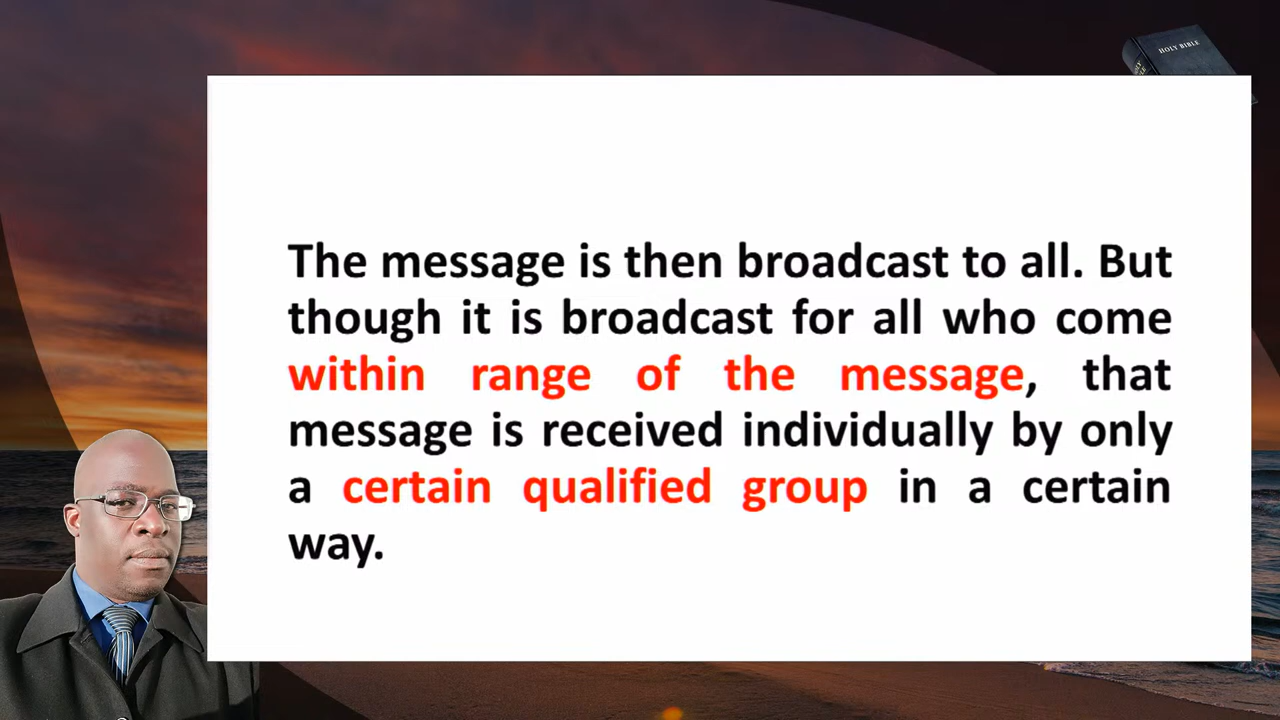 HOLY BIBLE
The message is then broadcast to all. But
though it is broadcast for all who come
within range of the message, that
message is received individually by only
a certain qualified group in a certain
way.